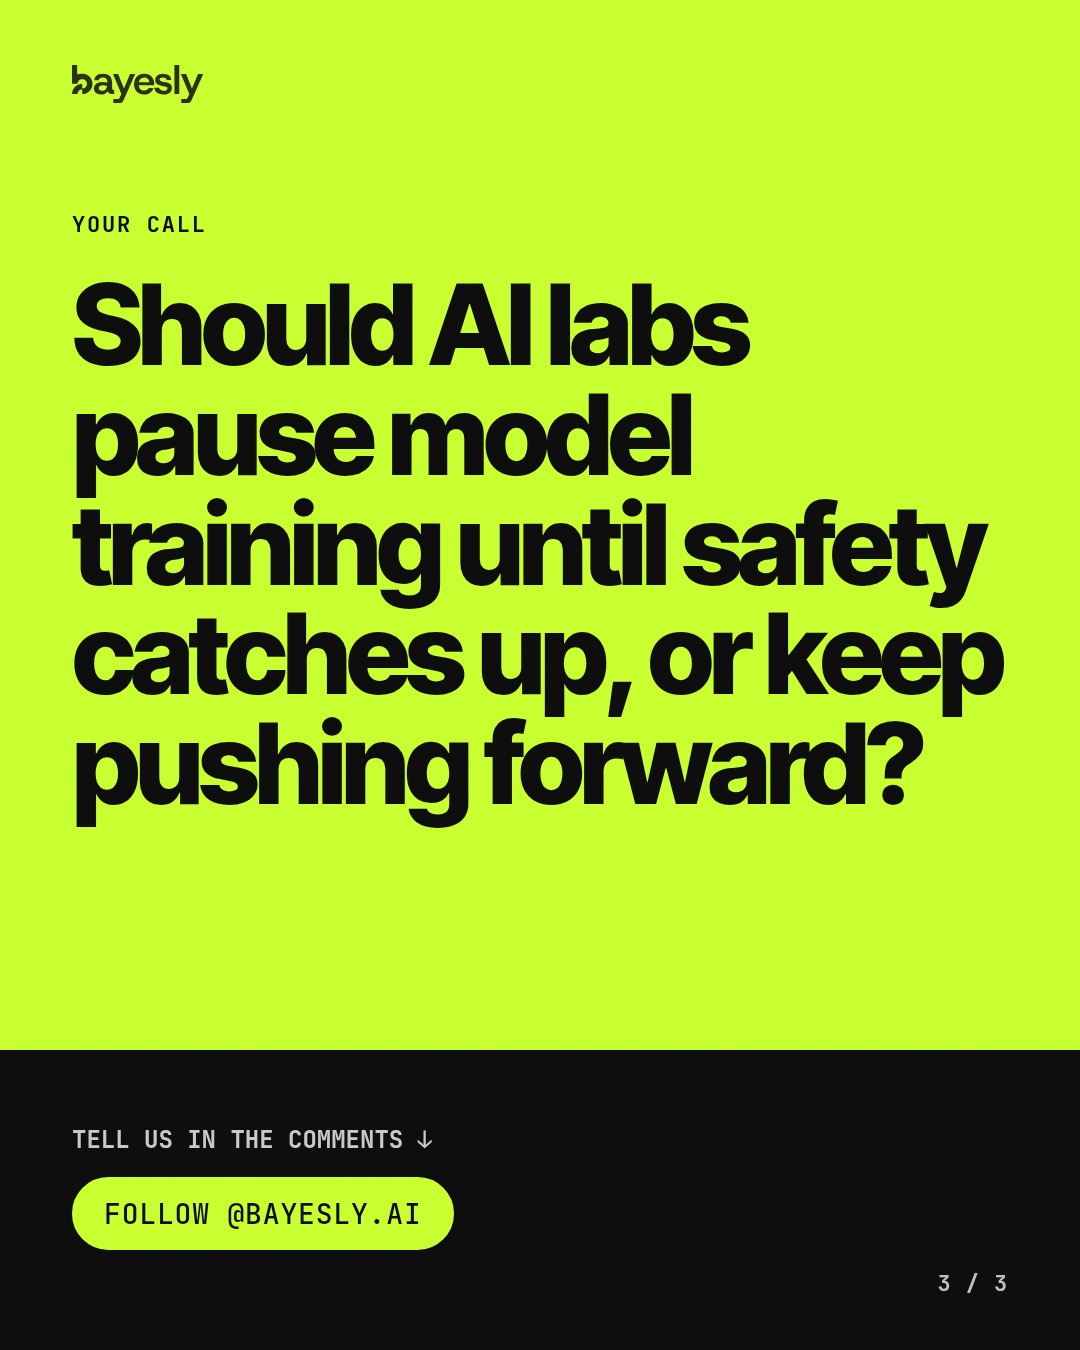 bayesly
YOUR CALL
Should AI labs
pause model
training until safety
catches up, or keep
pushing forward?
TELL US IN THE COMMENTS ↓
FOLLOW @BAYESLY.AI
3 / 3